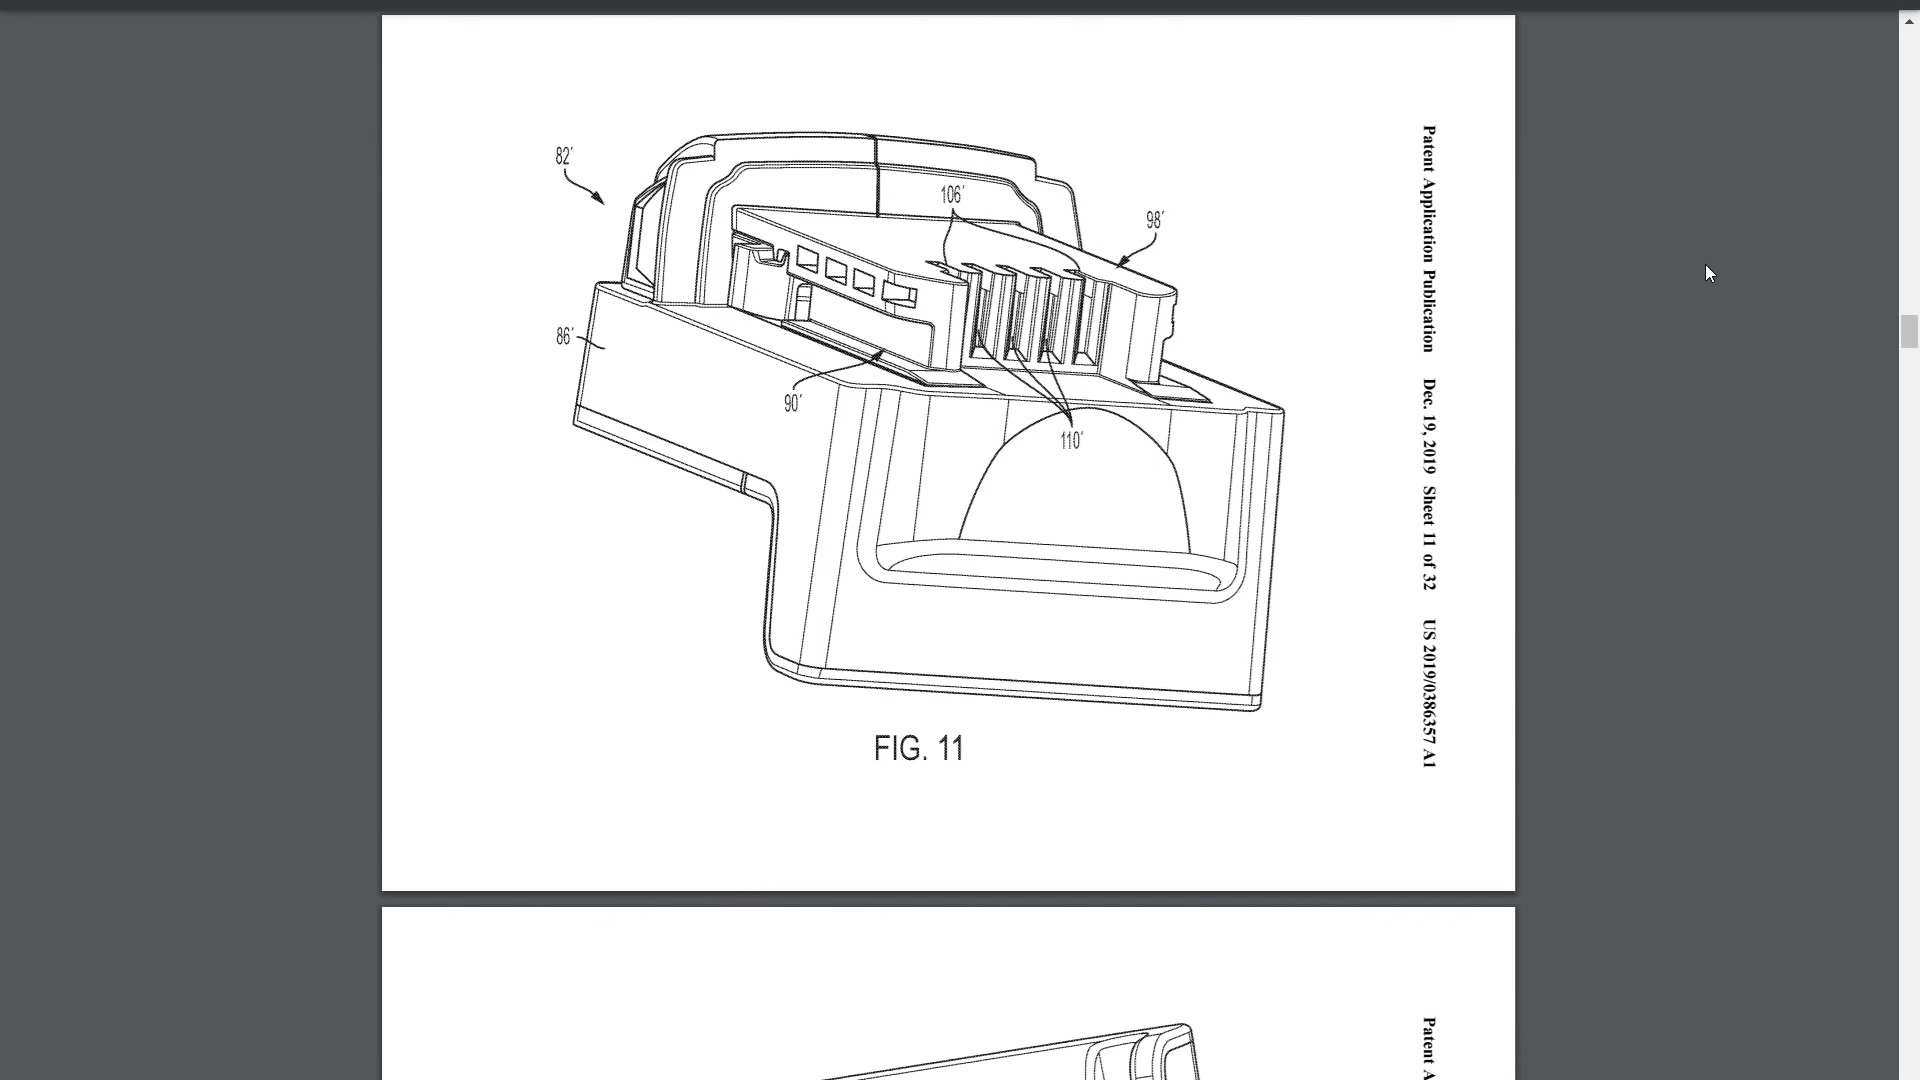 Patent Application Publication Dec. 19, 2019 Sheet 11 of 32 US 2019/0386357 A1
82′
106′
98′
86′
90′
110′
FIG. 11
Patent A